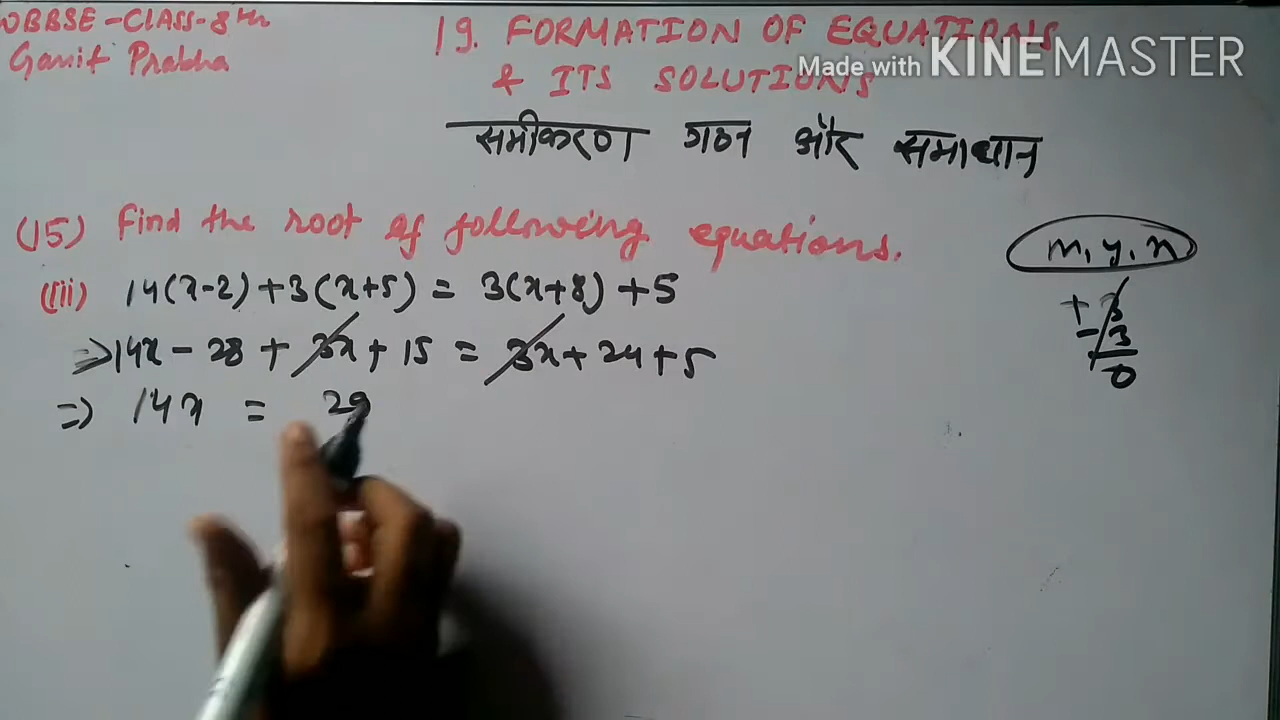 OBBSE-CLASS-8th
Ganit Prabha
19. FORMATION OF EQUATIONS
& ITS SOLUTIONS
Made with KINEMASTER
समीकरण गठन और समाधान
(15) Find the root of following equations.
(iii) 14(x-2)+3(x+5) = 3(x+8)+5
⇒14x - 28 + 3x + 15 = 3x + 24 + 5
⇒ 14x = 29
m, y, x
+ 3
- 3
0